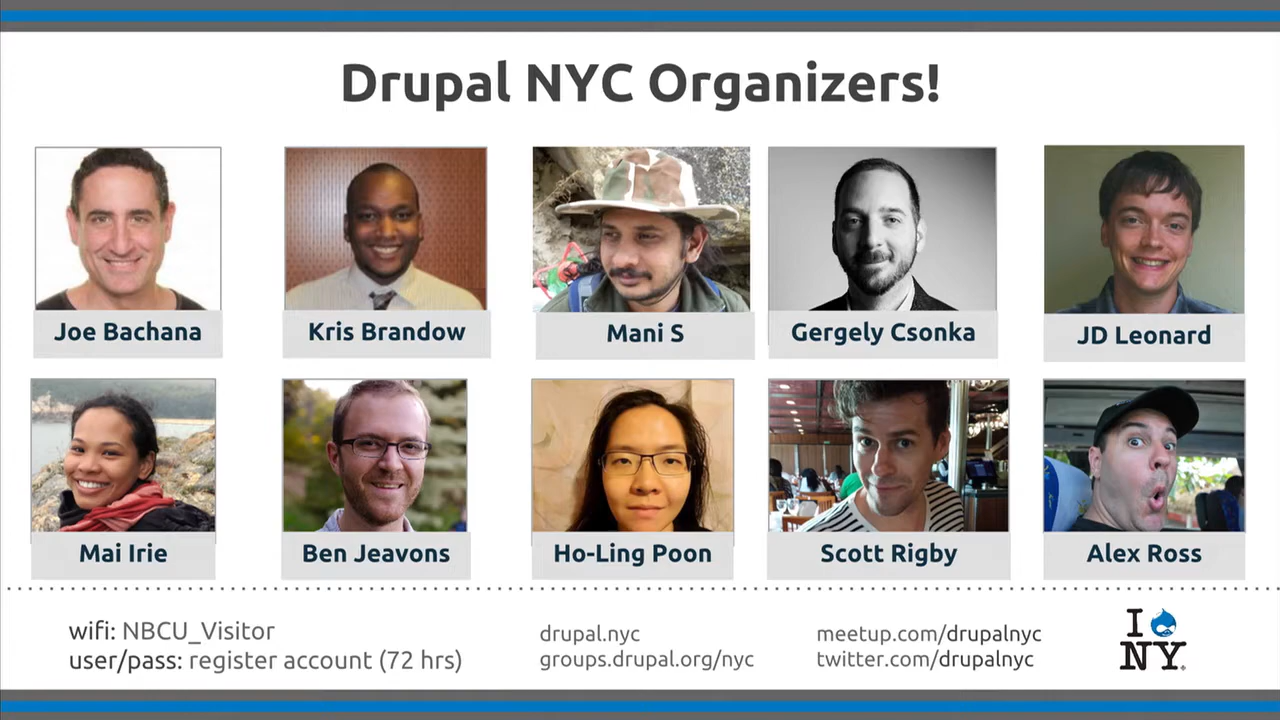 Drupal NYC Organizers!
Joe Bachana
Kris Brandow
Mani S
Gergely Csonka
JD Leonard
Mai Irie
Ben Jeavons
Ho-Ling Poon
Scott Rigby
Alex Ross
wifi: NBCU_Visitor
user/pass: register account (72 hrs)
drupal.nyc
groups.drupal.org/nyc
meetup.com/drupalnyc
twitter.com/drupalnyc
I
NY®